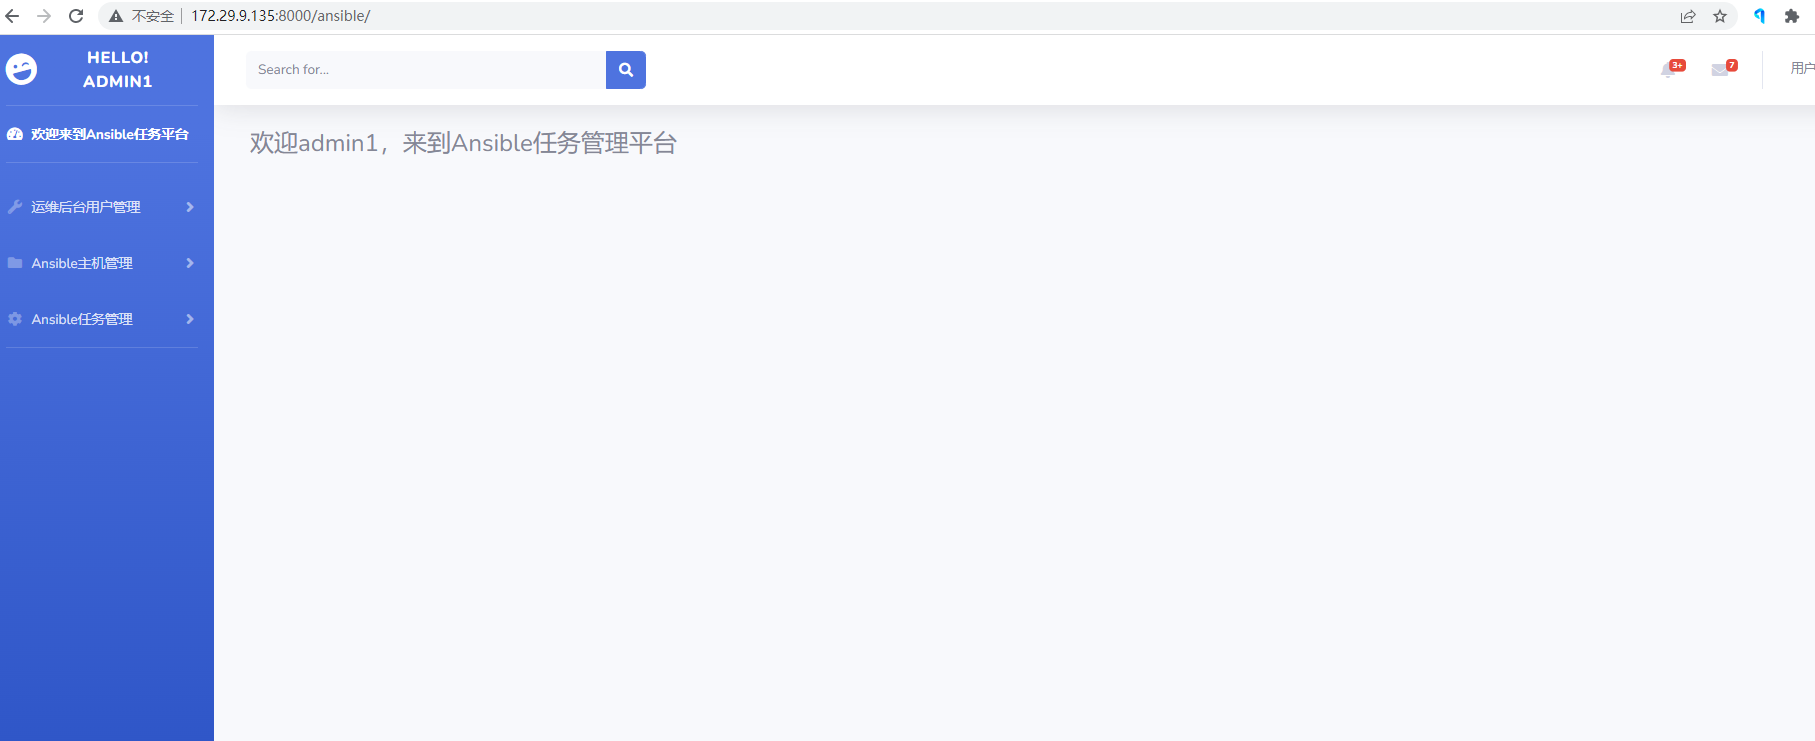 不安全 172.29.9.135:8000/ansible/
HELLO!
ADMIN1
Search for...
3+
7
用户
欢迎来到Ansible任务平台
欢迎admin1，来到Ansible任务管理平台
运维后台用户管理
Ansible主机管理
Ansible任务管理